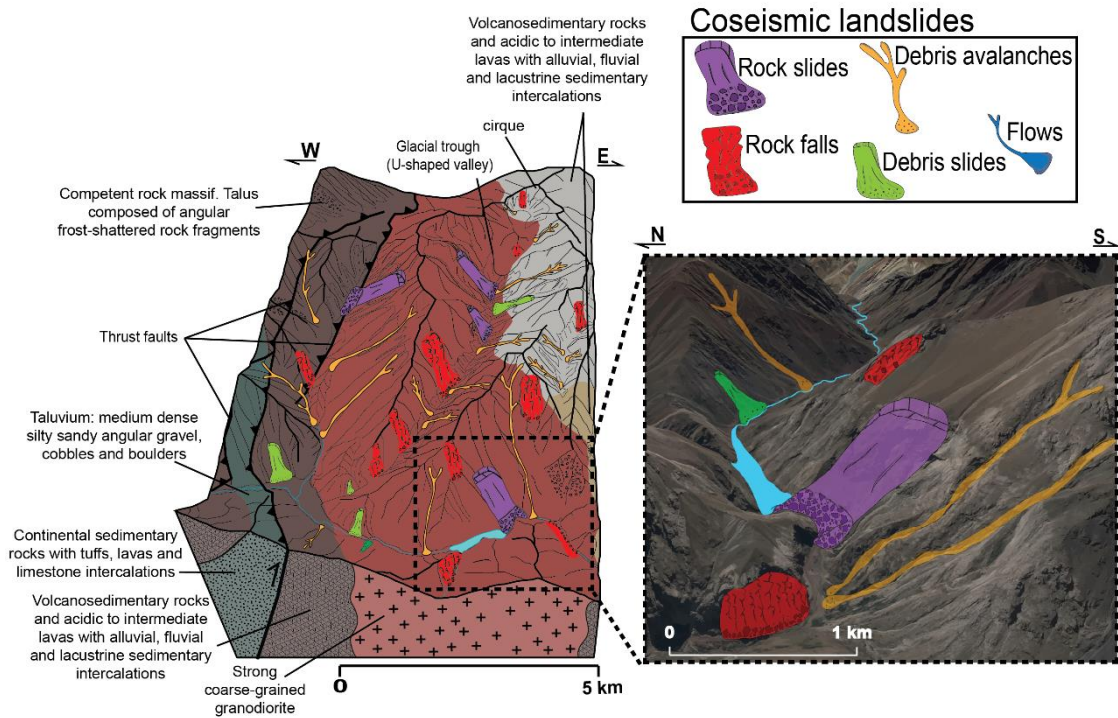 Coseismic landslides
Rock slides
Debris avalanches
Rock falls
Debris slides
Flows
Volcanosedimentary rocks
and acidic to intermediate
lavas with alluvial, fluvial
and lacustrine sedimentary
intercalations
cirque
Glacial trough
(U-shaped valley)
W
E
Competent rock massif. Talus
composed of angular
frost-shattered rock fragments
Thrust faults
Taluvium: medium dense
silty sandy angular gravel,
cobbles and boulders
Continental sedimentary
rocks with tuffs, lavas and
limestone intercalations
Volcanosedimentary rocks
and acidic to intermediate
lavas with alluvial, fluvial
and lacustrine sedimentary
intercalations
Strong
coarse-grained
granodiorite
0
5 km
N
S
0
1 km